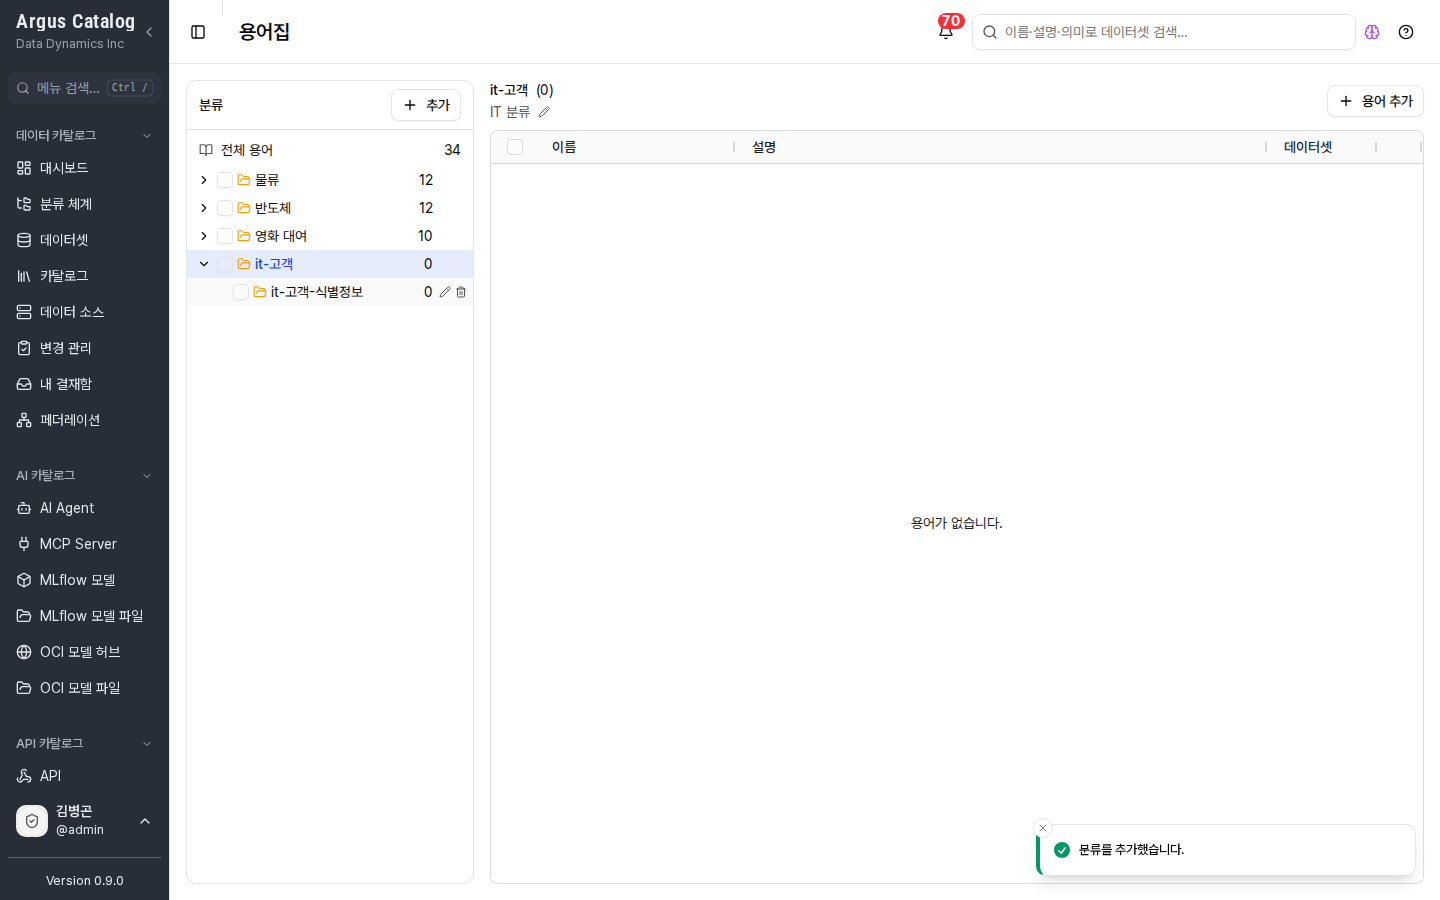 Argus Catalog
Data Dynamics Inc
메뉴 검색...
Ctrl /
데이터 카탈로그
대시보드
분류 체계
데이터셋
카탈로그
데이터 소스
변경 관리
내 결재함
페더레이션
AI 카탈로그
AI Agent
MCP Server
MLflow 모델
MLflow 모델 파일
OCI 모델 허브
OCI 모델 파일
API 카탈로그
API
김병곤
@admin
Version 0.9.0
용어집
70
이름·설명·의미로 데이터셋 검색...
분류
추가
전체 용어 34
물류 12
반도체 12
영화 대여 10
it-고객 0
it-고객-식별정보 0
it-고객 (0)
IT 분류
용어 추가
이름 설명 데이터셋
용어가 없습니다.
분류를 추가했습니다.